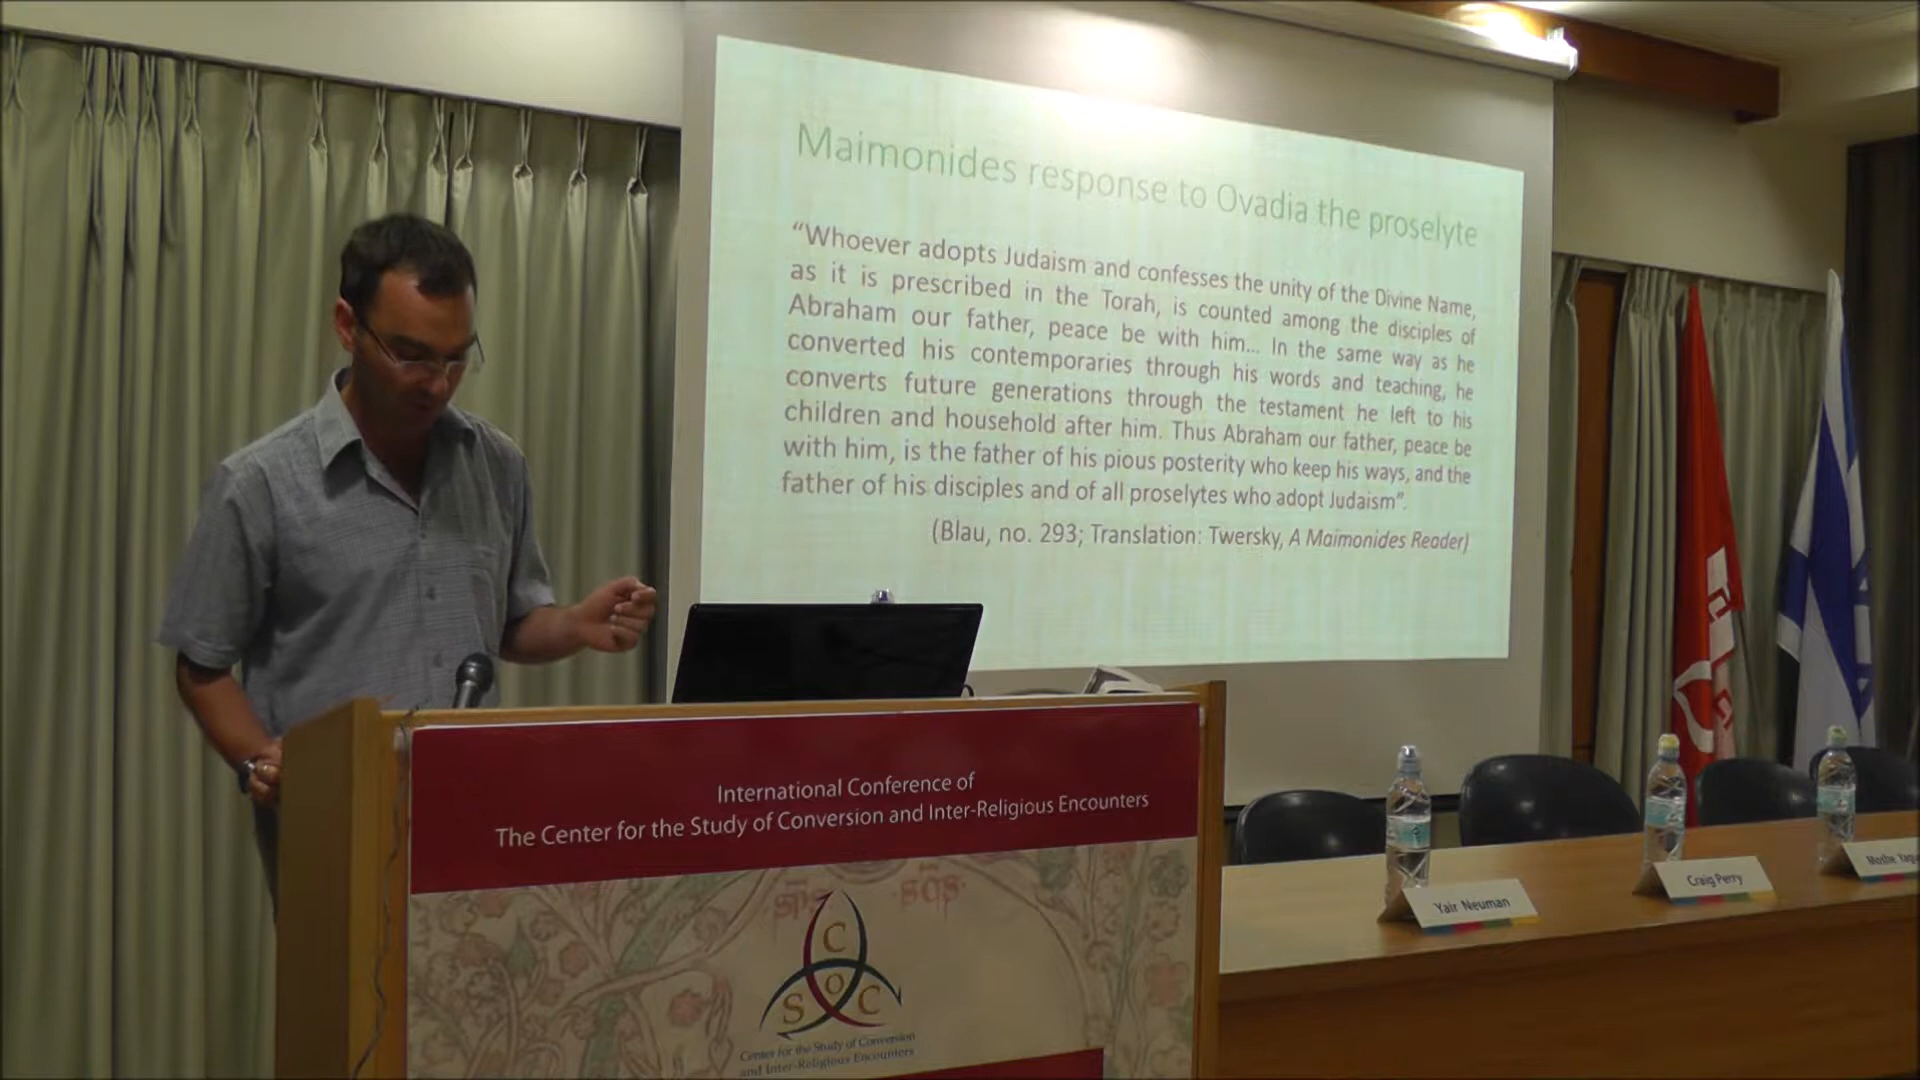 Maimonides response to Ovadia the proselyte
“Whoever adopts Judaism and confesses the unity of the Divine Name,
as it is prescribed in the Torah, is counted among the disciples of
Abraham our father, peace be with him... In the same way as he
converted his contemporaries through his words and teaching, he
converts future generations through the testament he left to his
children and household after him. Thus Abraham our father, peace be
with him, is the father of his pious posterity who keep his ways, and the
father of his disciples and of all proselytes who adopt Judaism”.
(Blau, no. 293; Translation: Twersky, A Maimonides Reader)
International Conference of
The Center for the Study of Conversion and Inter-Religious Encounters
C
S O C
Center for the Study of Conversion
and Inter-Religious Encounters
Yair Neuman
Craig Perry
Moshe